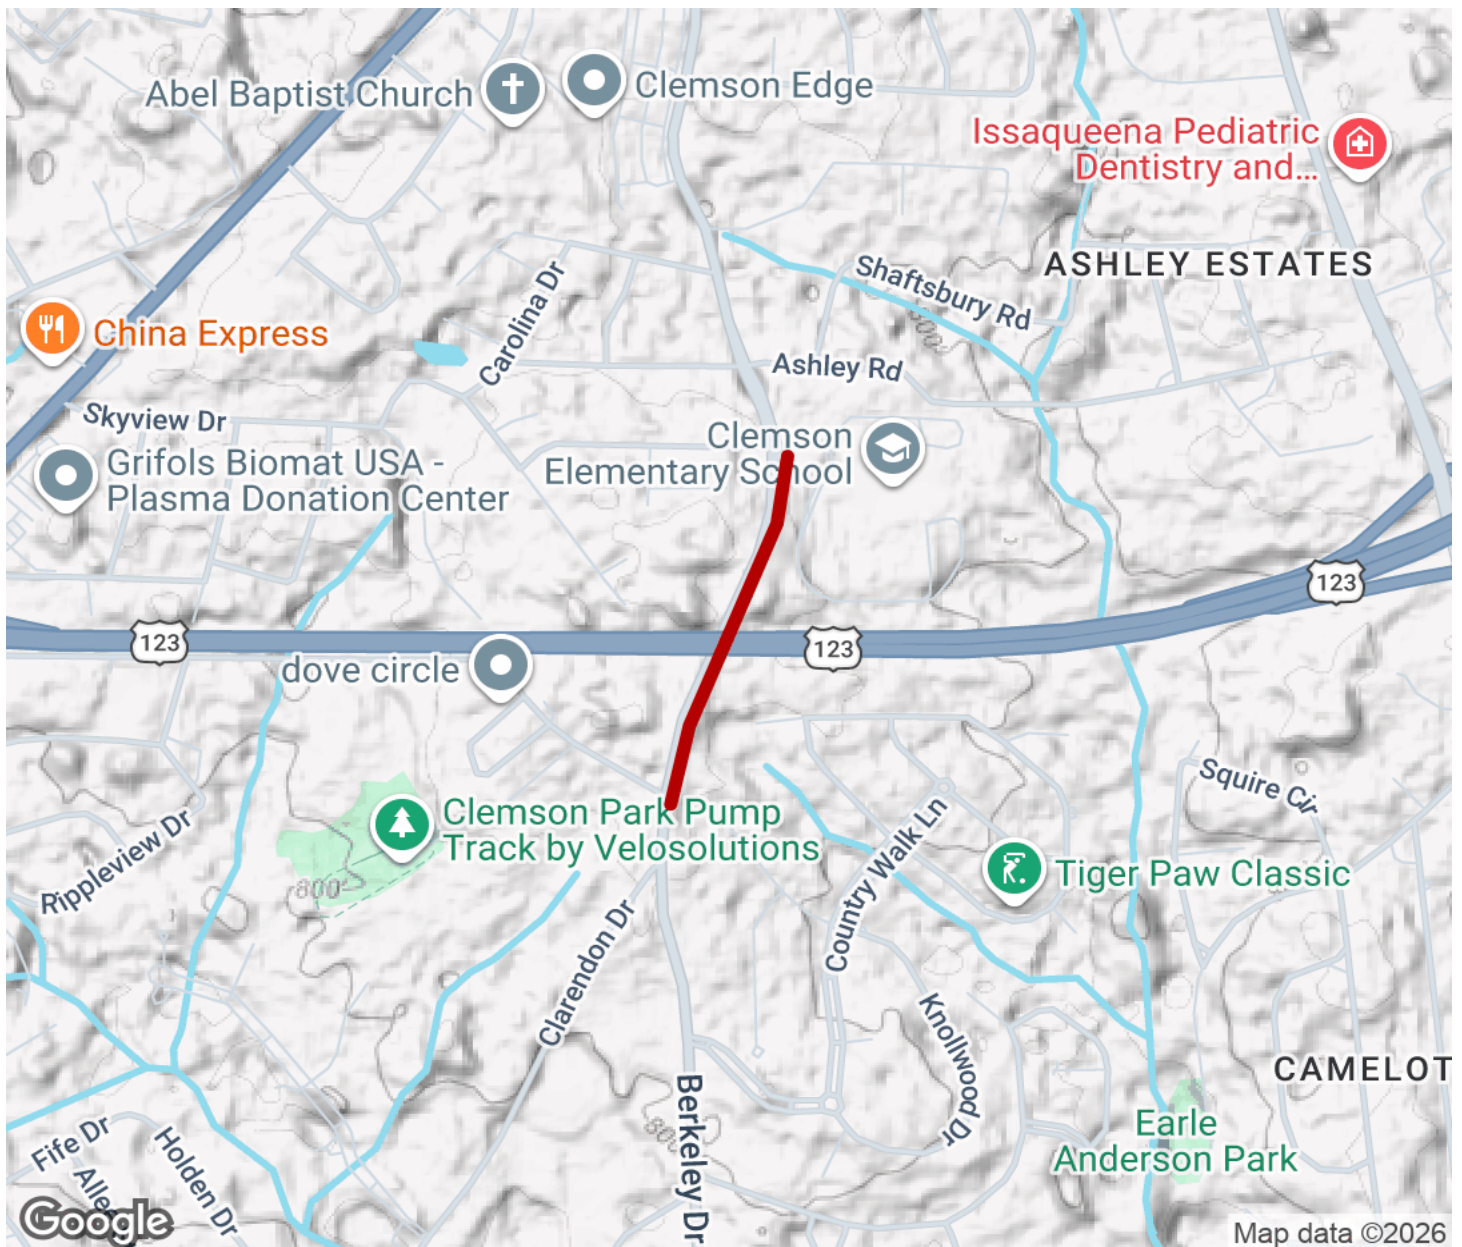 Abel Baptist Church
Clemson Edge
Issaqueena Pediatric
Dentistry and...
ASHLEY ESTATES
Shaftsbury Rd
800
Carolina Dr
China Express
Ashley Rd
Skyview Dr
Clemson
Elementary School
Grifols Biomat USA -
Plasma Donation Center
123
123
123
dove circle
Squire Cir
Clemson Park Pump
Track by Velosolutions
Rippleview Dr
800
Country Walk Ln
Tiger Paw Classic
Clarendon Dr
Knollwood Dr
CAMELOT
Berkeley Dr
Earle
Anderson Park
Fife Dr
Holden Dr
Google
Map data ©2026